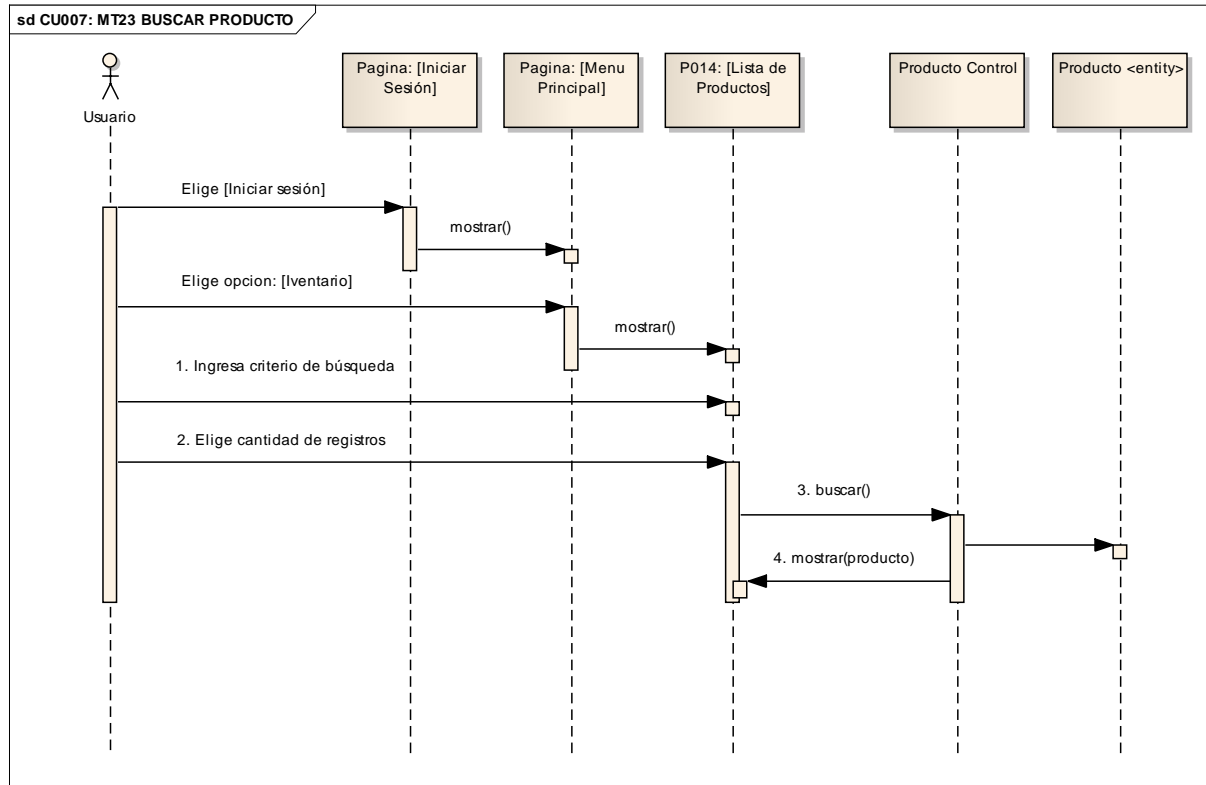 sd CU007: MT23 BUSCAR PRODUCTO
Usuario
Pagina: [Iniciar
Sesión]
Pagina: [Menu
Principal]
P014: [Lista de
Productos]
Producto Control
Producto <entity>
Elige [Iniciar sesión]
mostrar()
Elige opcion: [Iventario]
mostrar()
1. Ingresa criterio de búsqueda
2. Elige cantidad de registros
3. buscar()
4. mostrar(producto)